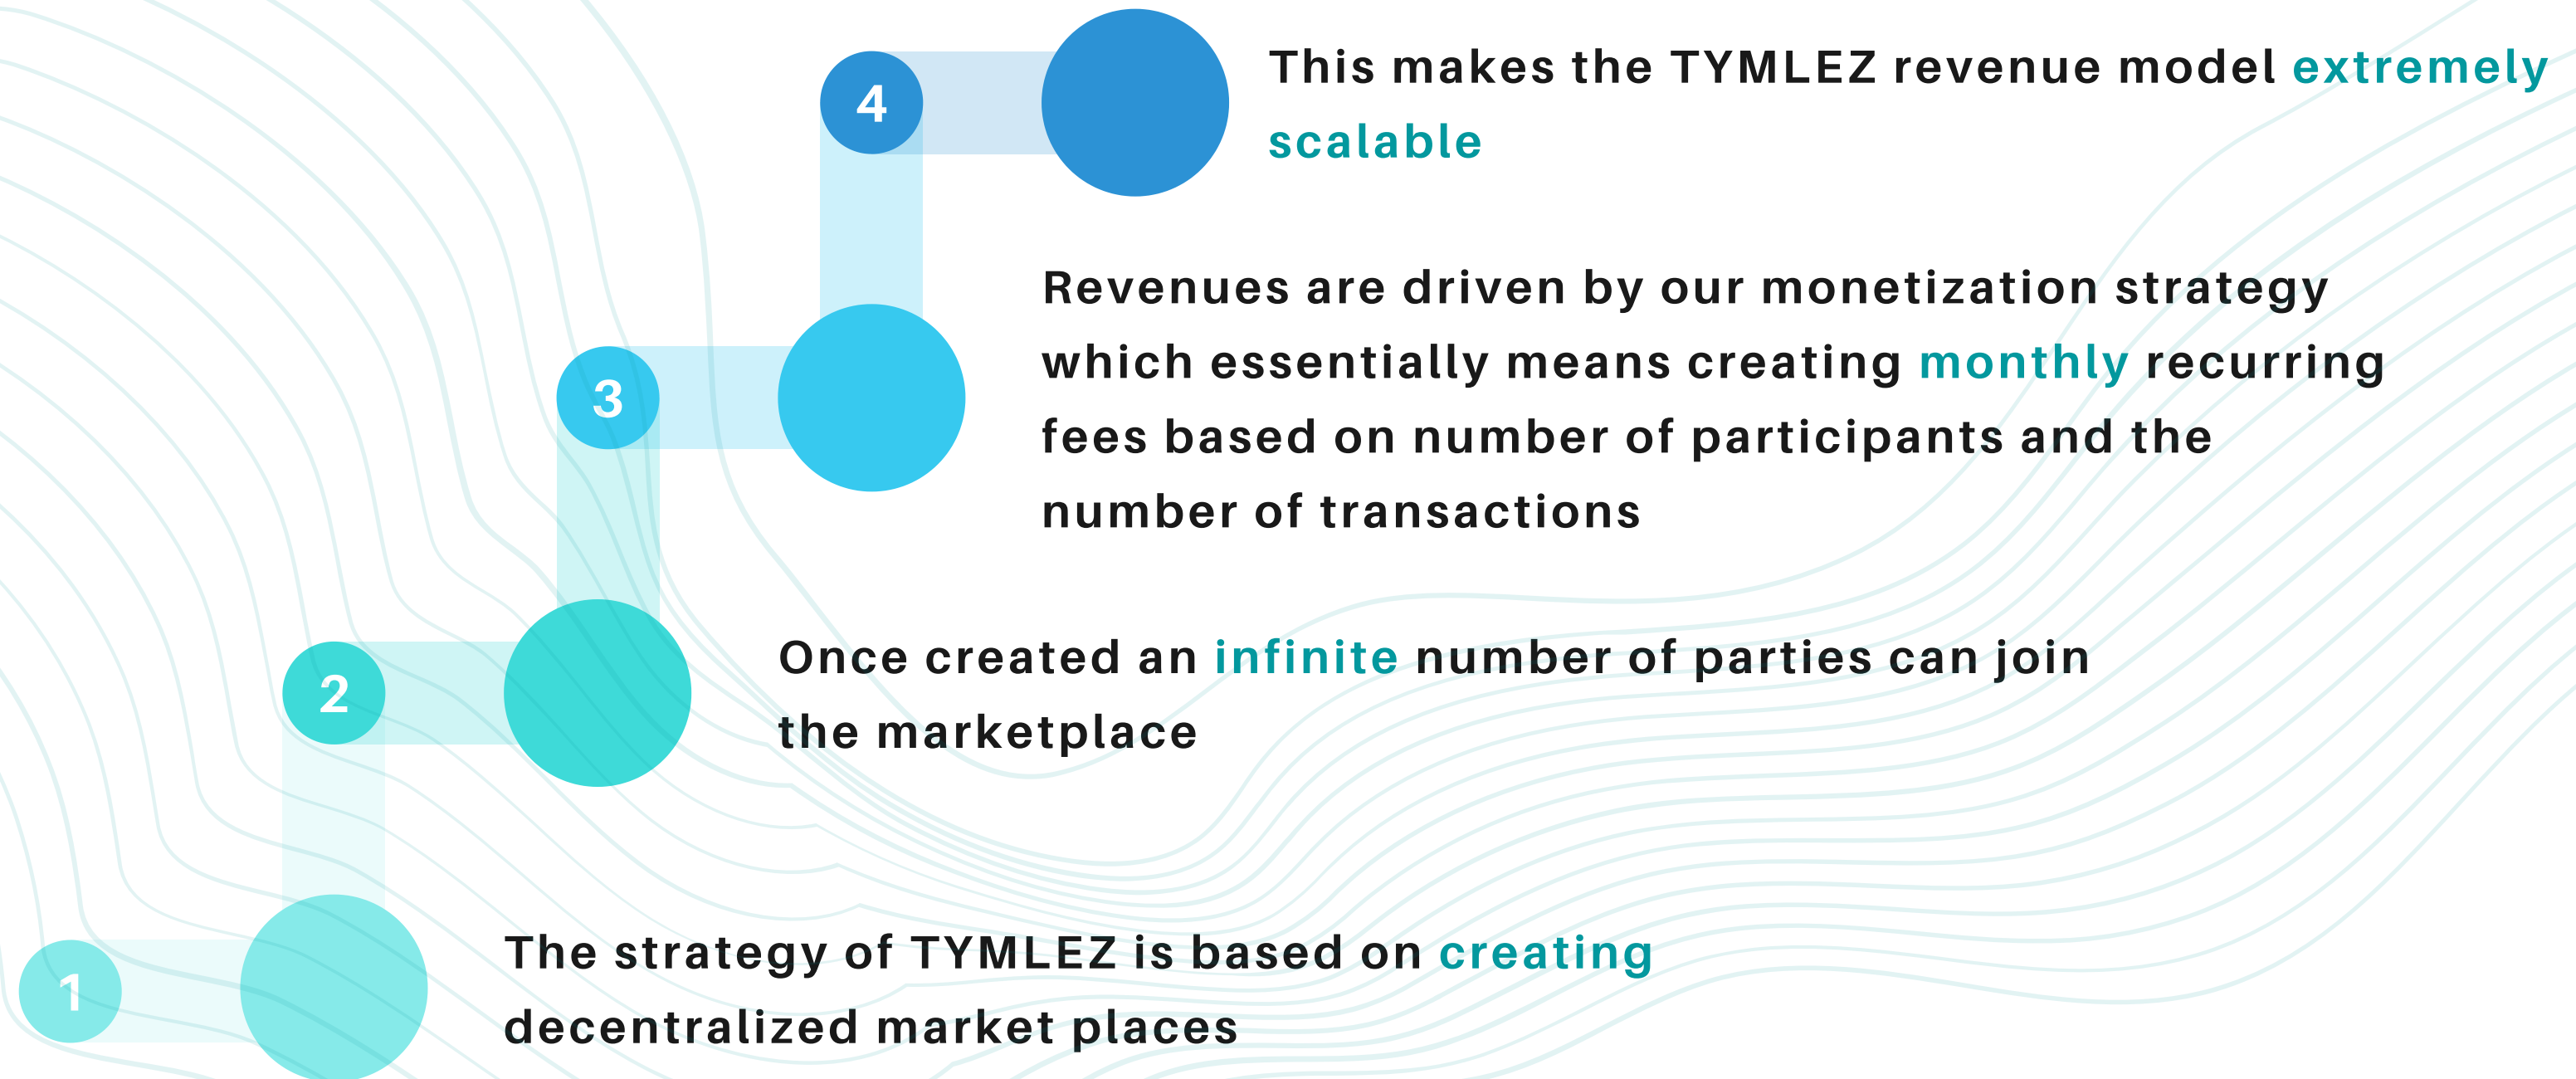 4
This makes the TYMLEZ revenue model extremely
scalable
3
Revenues are driven by our monetization strategy
which essentially means creating monthly recurring
fees based on number of participants and the
number of transactions
2
Once created an infinite number of parties can join
the marketplace
1
The strategy of TYMLEZ is based on creating
decentralized market places